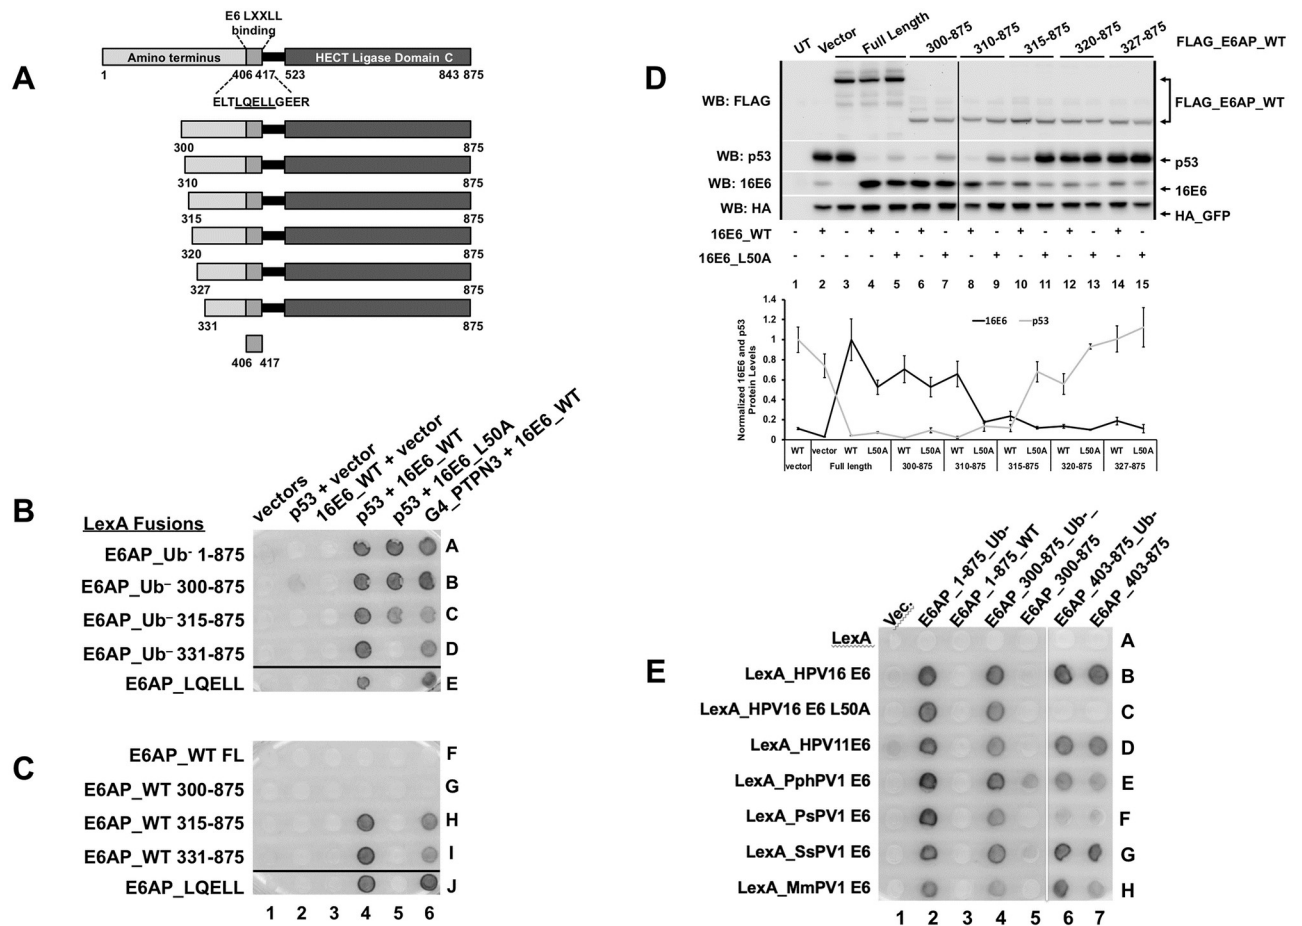 A
E6 LXXLL
binding
Amino terminus
HECT Ligase Domain C
1 406 417 523 843 875
ELTLQELLGEER
300 875
310 875
315 875
320 875
327 875
331 875
406 417
B
LexA Fusions
vectors
p53 + vector
16E6_WT + vector
p53 + 16E6_WT
p53 + 16E6_L50A
G4_PTPN3 + 16E6_WT
E6AP_Ub- 1-875 A
E6AP_Ub– 300-875 B
E6AP_Ub– 315-875 C
E6AP_Ub– 331-875 D
E6AP_LQELL E
C
E6AP_WT FL F
E6AP_WT 300-875 G
E6AP_WT 315-875 H
E6AP_WT 331-875 I
E6AP_LQELL J
1 2 3 4 5 6
D
UT Vector Full Length 300-875 310-875 315-875 320-875 327-875 FLAG_E6AP_WT
WB: FLAG FLAG_E6AP_WT
WB: p53 p53
WB: 16E6 16E6
WB: HA HA_GFP
16E6_WT - + - + - + - + - + - + - + -
16E6_L50A - - - - + - + - + - + - + - +
1 2 3 4 5 6 7 8 9 10 11 12 13 14 15
Normalized 16E6 and p53
Protein Levels
1.4
1.2
1
0.8
0.6
0.4
0.2
0
16E6 p53
WT vector WT L50A WT L50A WT L50A WT L50A WT L50A WT L50A
vector Full length 300-875 310-875 315-875 320-875 327-875
E
Vec.
E6AP_1-875_Ub-
E6AP_1-875_WT
E6AP_300-875_Ub-_
E6AP_300-875
E6AP_403-875_Ub-
E6AP_403-875
LexA A
LexA_HPV16 E6 B
LexA_HPV16 E6 L50A C
LexA_HPV11E6 D
LexA_PphPV1 E6 E
LexA_PsPV1 E6 F
LexA_SsPV1 E6 G
LexA_MmPV1 E6 H
1 2 3 4 5 6 7